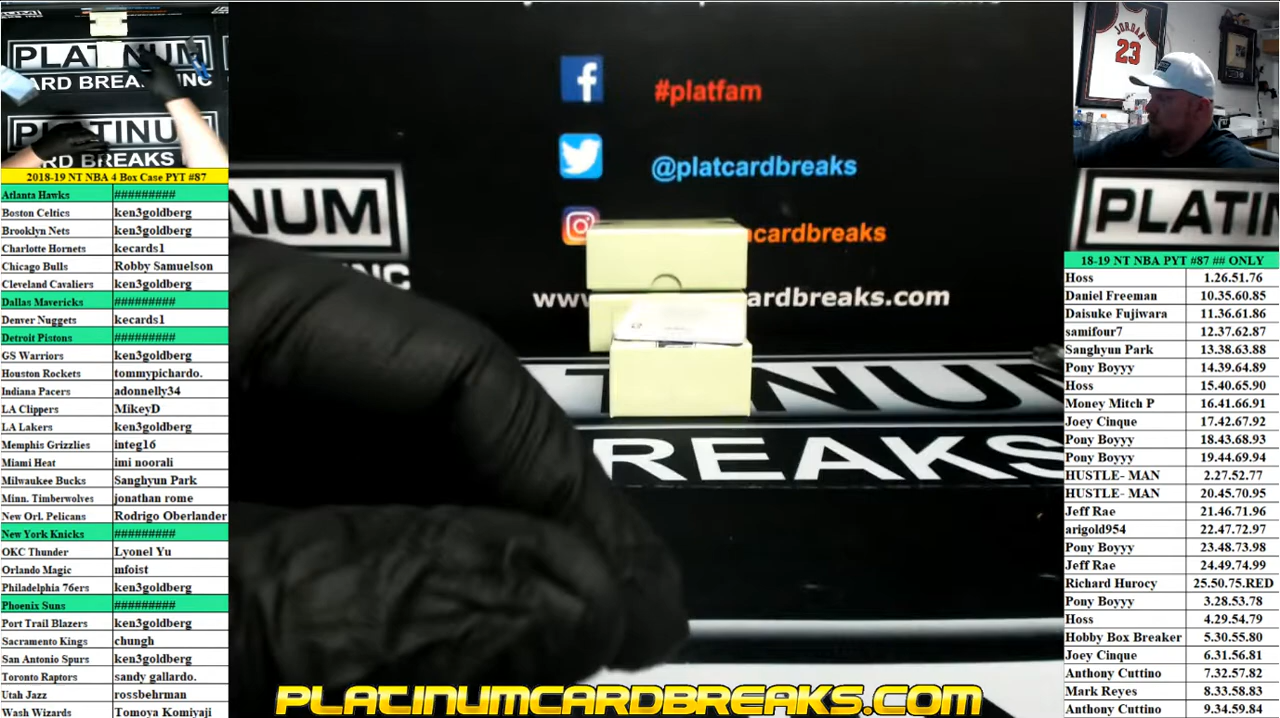 PLATINUM
CARD BREAKS INC
PLATINUM
CARD BREAKS
2018-19 NT NBA 4 Box Case PYT #87
Atlanta Hawks #########
Boston Celtics ken3goldberg
Brooklyn Nets ken3goldberg
Charlotte Hornets kecards1
Chicago Bulls Robby Samuelson
Cleveland Cavaliers ken3goldberg
Dallas Mavericks #########
Denver Nuggets kecards1
Detroit Pistons #########
GS Warriors ken3goldberg
Houston Rockets tommypichardo.
Indiana Pacers adonnelly34
LA Clippers MikeyD
LA Lakers ken3goldberg
Memphis Grizzlies integ16
Miami Heat imi noorali
Milwaukee Bucks Sanghyun Park
Minn. Timberwolves jonathan rome
New Orl. Pelicans Rodrigo Oberlander
New York Knicks #########
OKC Thunder Lyonel Yu
Orlando Magic mfoist
Philadelphia 76ers ken3goldberg
Phoenix Suns #########
Port Trail Blazers ken3goldberg
Sacramento Kings chungh
San Antonio Spurs ken3goldberg
Toronto Raptors sandy gallardo.
Utah Jazz rossbehrman
Wash Wizards Tomoya Komiyaji
#platfam
@platcardbreaks
cardbreaks
NUM
NC
www ardbreaks.com
NUM
REAKS
PLATINUMCARDBREAKS.COM
JORDAN
23
PLATIN
18-19 NT NBA PYT #87 ## ONLY
Hoss 1.26.51.76
Daniel Freeman 10.35.60.85
Daisuke Fujiwara 11.36.61.86
samifour7 12.37.62.87
Sanghyun Park 13.38.63.88
Pony Boyyy 14.39.64.89
Hoss 15.40.65.90
Money Mitch P 16.41.66.91
Joey Cinque 17.42.67.92
Pony Boyyy 18.43.68.93
Pony Boyyy 19.44.69.94
HUSTLE- MAN 2.27.52.77
HUSTLE- MAN 20.45.70.95
Jeff Rae 21.46.71.96
arigold954 22.47.72.97
Pony Boyyy 23.48.73.98
Jeff Rae 24.49.74.99
Richard Hurocy 25.50.75.RED
Pony Boyyy 3.28.53.78
Hoss 4.29.54.79
Hobby Box Breaker 5.30.55.80
Joey Cinque 6.31.56.81
Anthony Cuttino 7.32.57.82
Mark Reyes 8.33.58.83
Anthony Cuttino 9.34.59.84